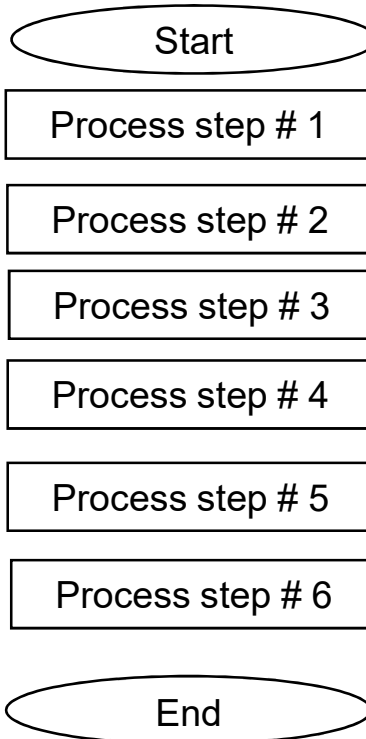 Start
Process step # 1
Process step # 2
Process step # 3
Process step # 4
Process step # 5
Process step # 6
End